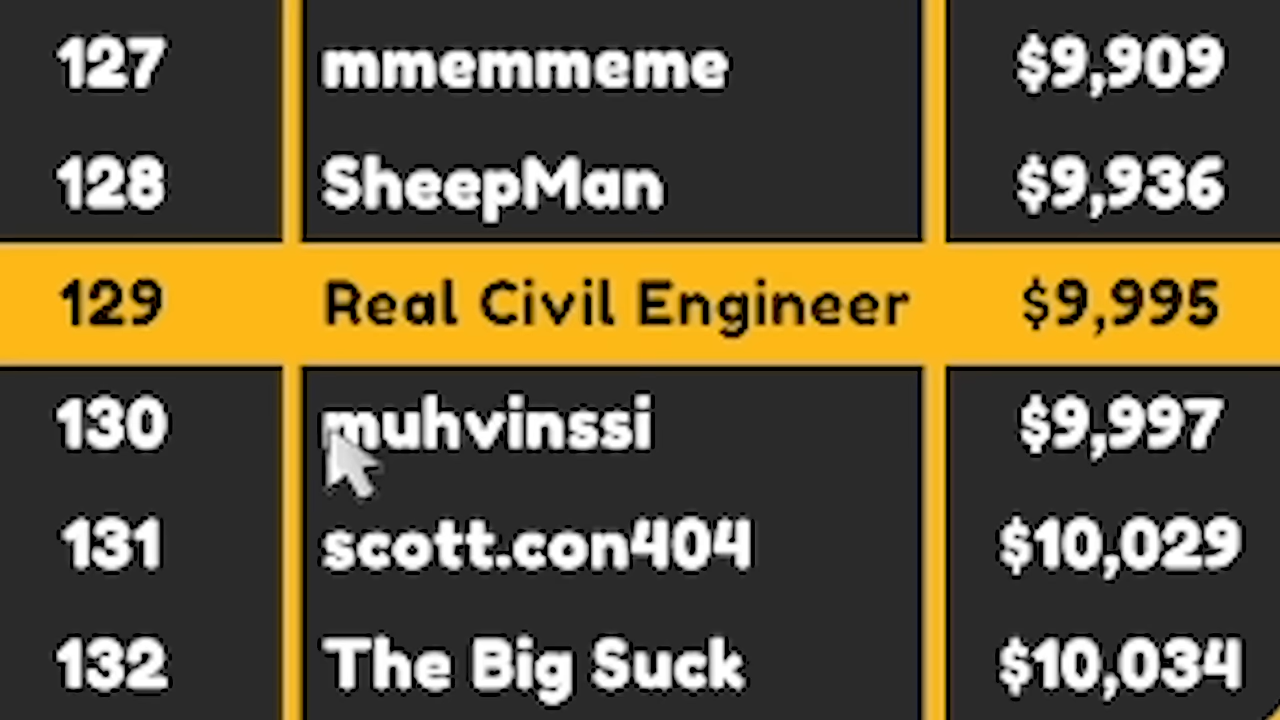 127 mmemmeme $9,909
128 SheepMan $9,936
129 Real Civil Engineer $9,995
130 muhvinssi $9,997
131 scott.con404 $10,029
132 The Big Suck $10,034